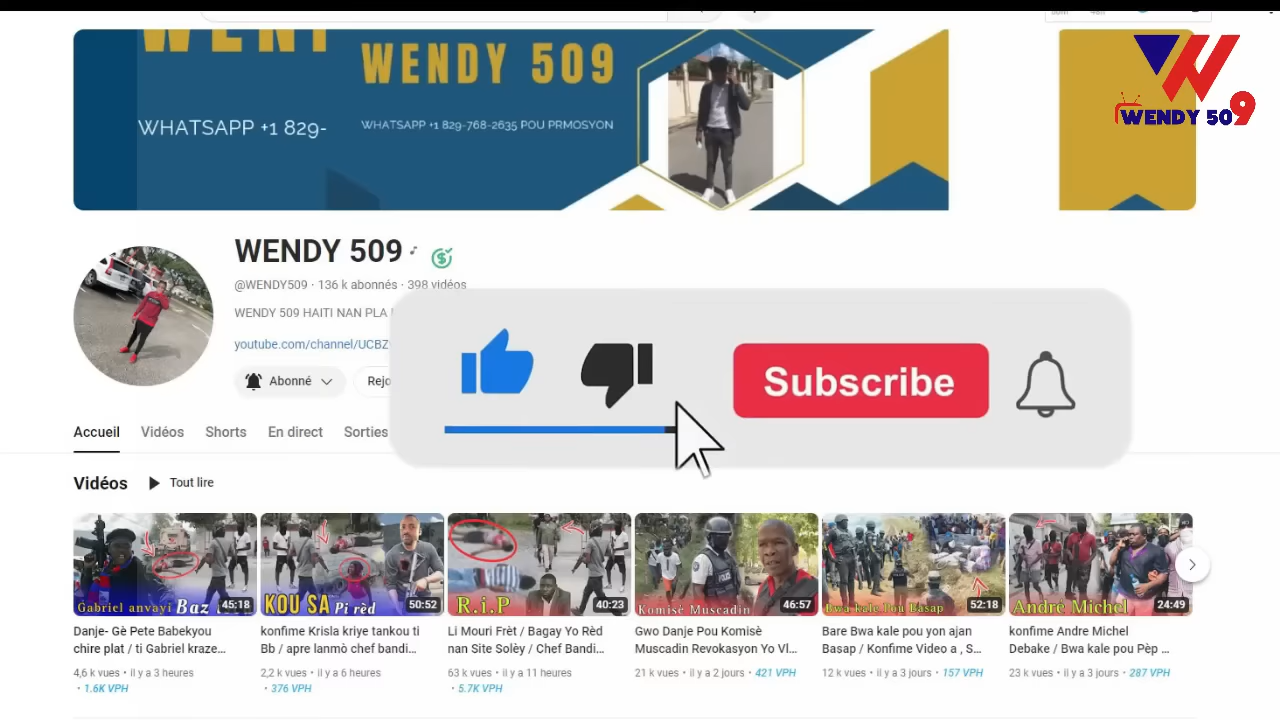 WENDY 509
WHATSAPP +1 829-
WHATSAPP +1 829-768-2635 POU PRMOSYON
WENDY 509
WENDY 509
@WENDY509 · 136 k abonnés · 398 vidéos
WENDY 509 HAITI NAN PLA
youtube.com/channel/UCBZ
Abonné
Rejo
Subscribe
Accueil Vidéos Shorts En direct Sorties
Vidéos Tout lire
Gabriel anvayi Baz
45:18
KOU SA Pi rèd
50:52
R.i.P
40:23
Komisè Muscadin
46:57
Bwa kale Pou Basap
52:18
Andre Michel
24:49
Danje- Gè Pete Babekyou
chire plat / ti Gabriel kraze...
4,6 k vues • il y a 3 heures
• 1.6K VPH
konfime Krisla kriye tankou ti
Bb / apre lanmò chef bandi...
2,2 k vues • il y a 6 heures
• 376 VPH
Li Mouri Frèt / Bagay Yo Rèd
nan Site Solèy / Chef Bandi...
63 k vues • il y a 11 heures
• 5.7K VPH
Gwo Danje Pou Komisè
Muscadin Revokasyon Yo Vl...
21 k vues • il y a 2 jours • 421 VPH
Bare Bwa kale pou yon ajan
Basap / Konfime Video a , S...
12 k vues • il y a 3 jours • 157 VPH
konfime Andre Michel
Debake / Bwa kale pou Pèp ...
23 k vues • il y a 3 jours • 287 VPH